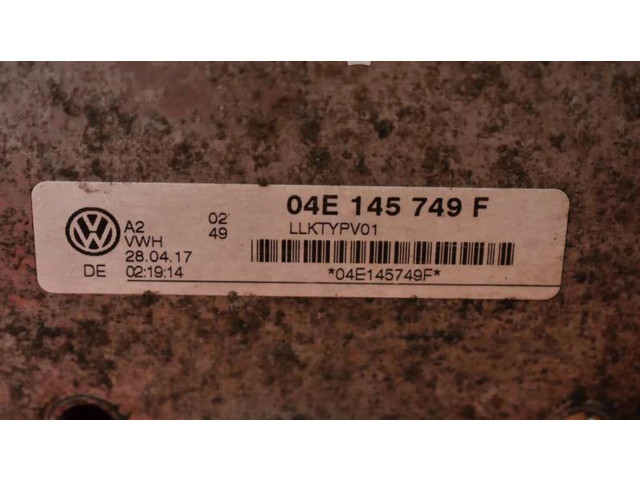 04E 145 749 F
A2 02 LLKTYPV01
VWH 49
28.04.17
DE 02:19:14 *04E145749F*